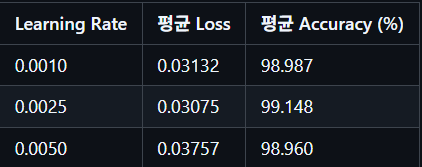 Learning Rate 평균 Loss 평균 Accuracy (%)
0.0010 0.03132 98.987
0.0025 0.03075 99.148
0.0050 0.03757 98.960